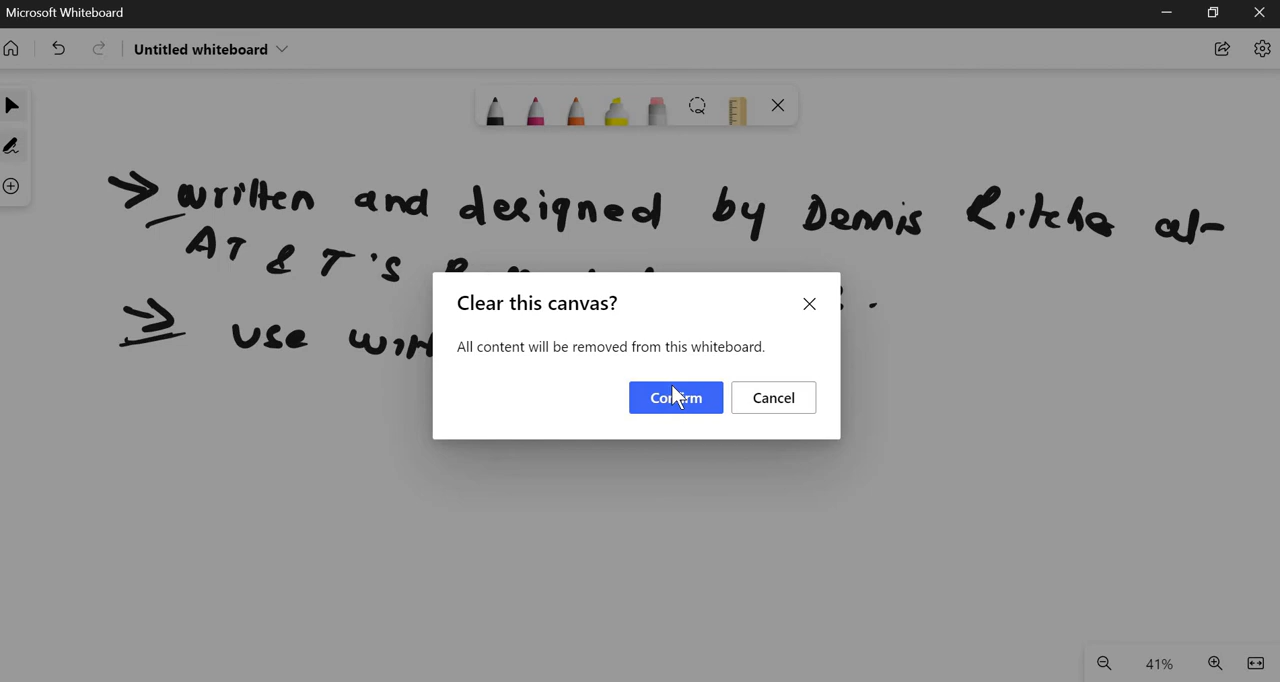 Microsoft Whiteboard
Untitled whiteboard
written and designed by Dennis Ritche at
AT & T's
use with
Clear this canvas?
All content will be removed from this whiteboard.
Confirm Cancel
41%